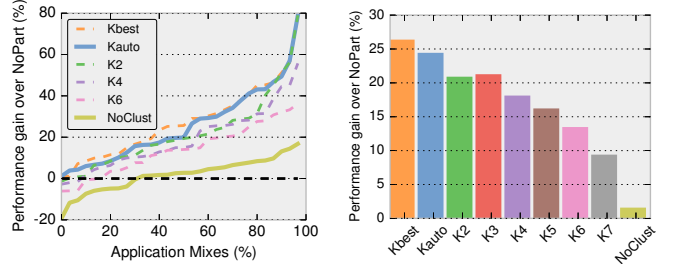 Performance gain over NoPart (%)
80
60
40
20
0
-20
Kbest
Kauto
K2
K4
K6
NoClust
0
20
40
60
80
100
Application Mixes (%)
Performance gain over NoPart (%)
30
25
20
15
10
5
0
Kbest
Kauto
K2
K3
K4
K5
K6
K7
NoClust